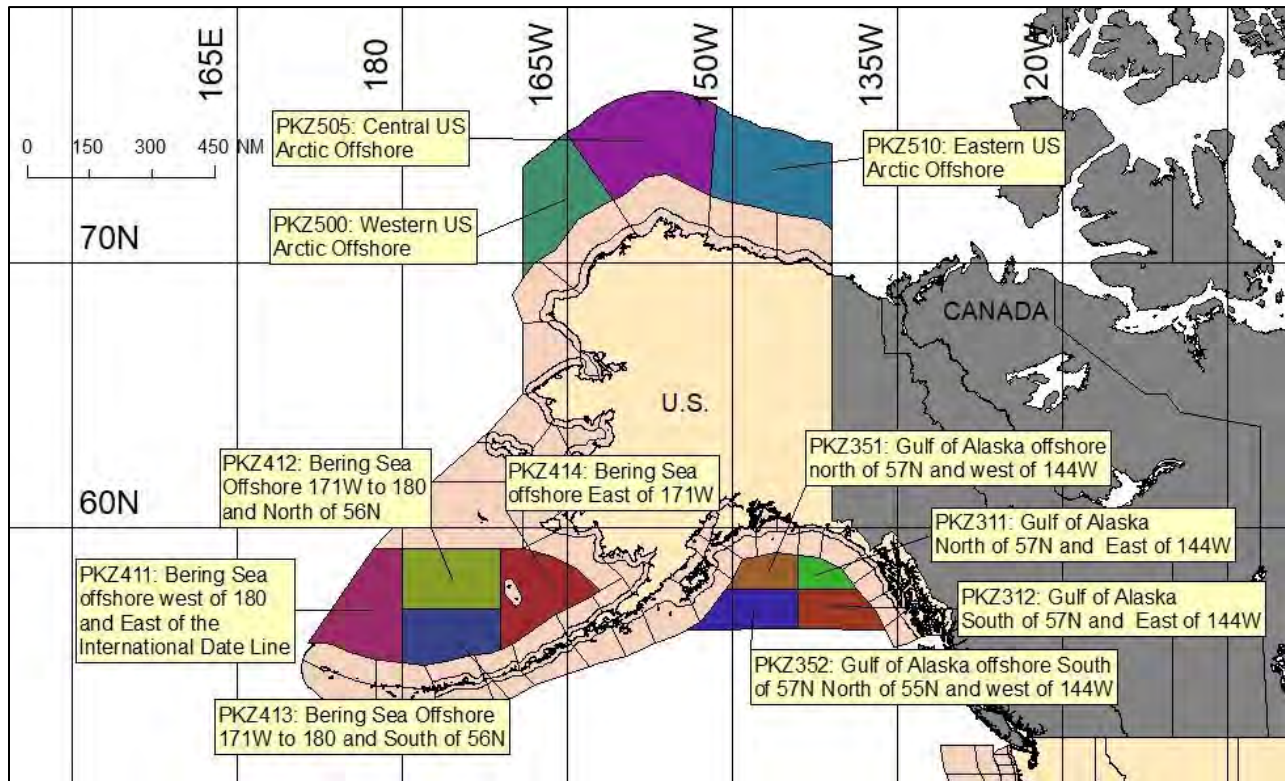 165E
180
165W
150W
135W
120W
PKZ505: Central US
Arctic Offshore
0 150 300 450 NM
PKZ510: Eastern US
Arctic Offshore
PKZ500: Western US
Arctic Offshore
70N
CANADA
U.S.
PKZ351: Gulf of Alaska offshore
north of 57N and west of 144W
PKZ412: Bering Sea
Offshore 171W to 180
and North of 56N
PKZ414: Bering Sea
offshore East of 171W
60N
PKZ311: Gulf of Alaska
North of 57N and East of 144W
PKZ411: Bering Sea
offshore west of 180
and East of the
International Date Line
PKZ312: Gulf of Alaska
South of 57N and East of 144W
PKZ352: Gulf of Alaska offshore South
of 57N North of 55N and west of 144W
PKZ413: Bering Sea Offshore
171W to 180 and South of 56N